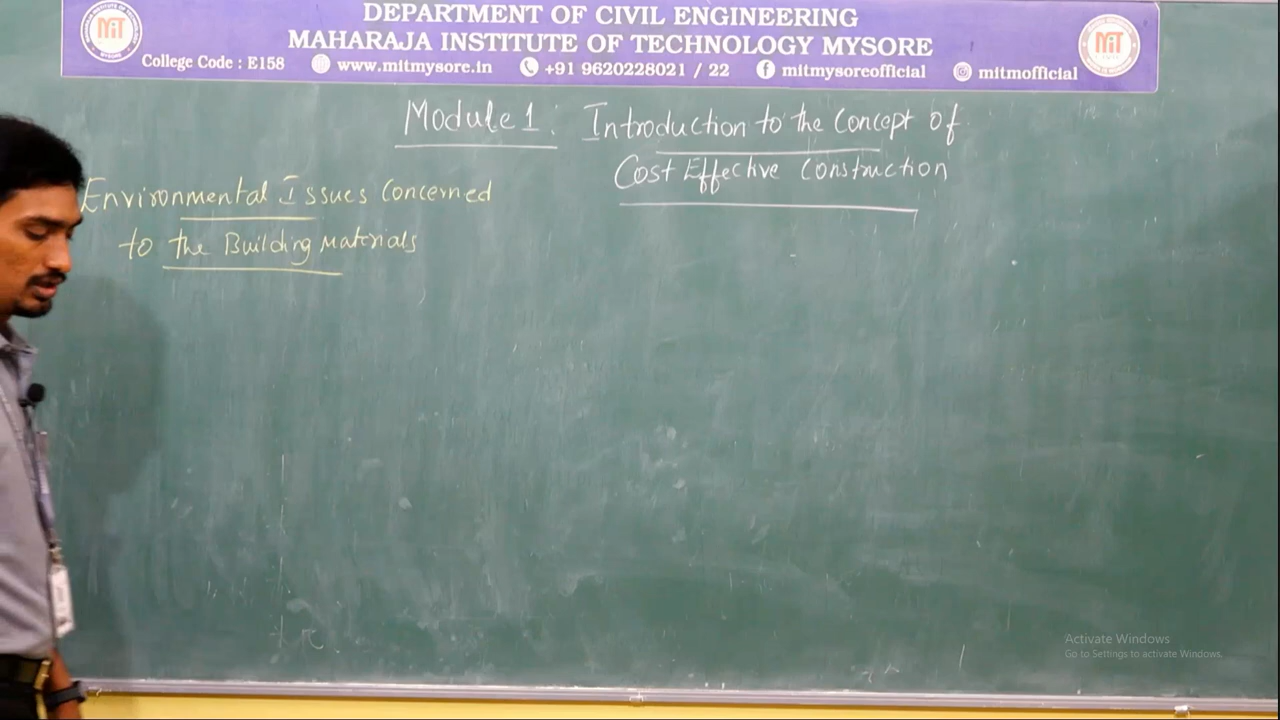 DEPARTMENT OF CIVIL ENGINEERING
MAHARAJA INSTITUTE OF TECHNOLOGY MYSORE
College Code : E158 www.mitmysore.in +91 9620228021 / 22 mitmysoreofficial mitmofficial
MIT
MIT
Module 1: Introduction to the Concept of
Cost Effective Construction
Environmental Issues Concerned
to the Building Materials
Activate Windows
Go to Settings to activate Windows.